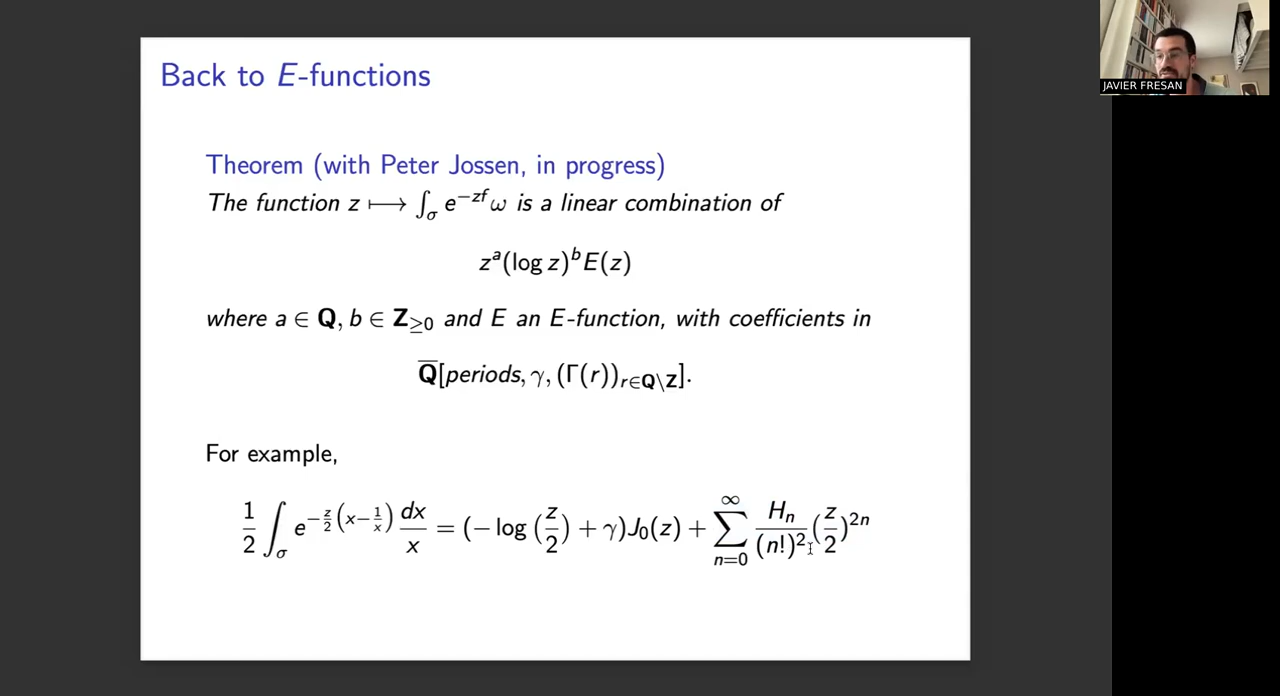 Back to E-functions
Theorem (with Peter Jossen, in progress)
The function z ⟼ ∫_σ e^{-zf} ω is a linear combination of
z^a (log z)^b E(z)
where a ∈ Q, b ∈ Z_{≥0} and E an E-function, with coefficients in
Q̅[periods, γ, (Γ(r))_{r∈Q\Z}].
For example,
1/2 ∫_σ e^{-z/2 (x - 1/x)} dx/x = (− log (z/2) + γ)J_0(z) + ∑_{n=0}^{∞} H_n/(n!)^2 (z/2)^{2n}
JAVIER FRESAN